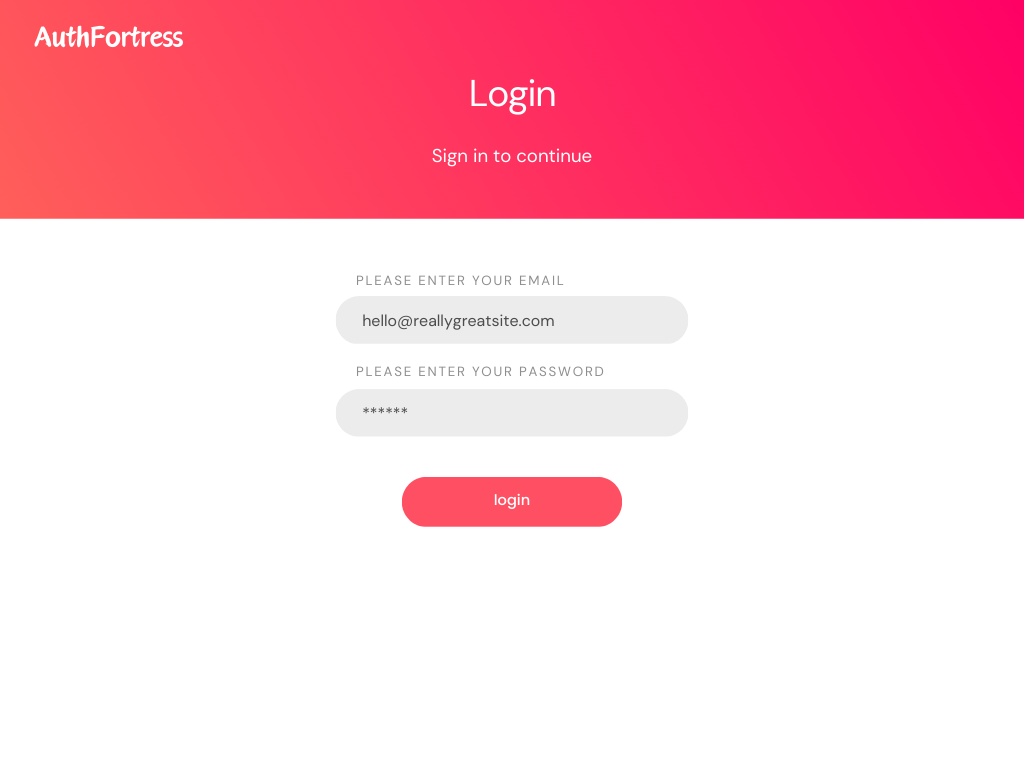 AuthFortress
Login
Sign in to continue
PLEASE ENTER YOUR EMAIL
hello@reallygreatsite.com
PLEASE ENTER YOUR PASSWORD
******
login